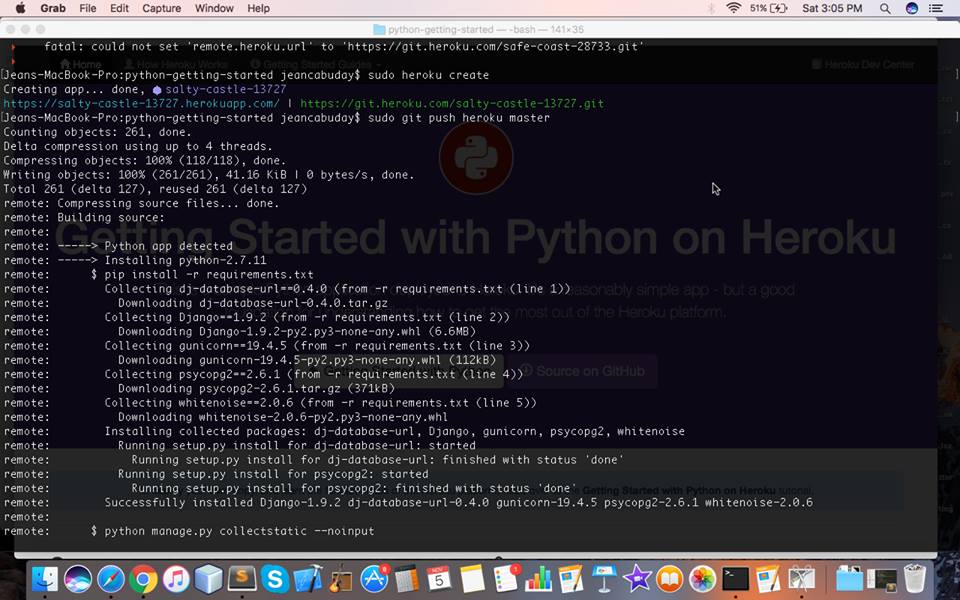 Grab File Edit Capture Window Help 51% Sat 3:05 PM
python-getting-started — -bash — 141×35
fatal: could not set 'remote.heroku.url' to 'https://git.heroku.com/safe-coast-28733.git'
Home How Heroku Works Getting Started Guides Heroku Dev Center
[Jeans-MacBook-Pro:python-getting-started jeancabuday$ sudo heroku create
Creating app... done, salty-castle-13727
https://salty-castle-13727.herokuapp.com/ | https://git.heroku.com/salty-castle-13727.git
[Jeans-MacBook-Pro:python-getting-started jeancabuday$ sudo git push heroku master
Counting objects: 261, done.
Delta compression using up to 4 threads.
Compressing objects: 100% (118/118), done.
Writing objects: 100% (261/261), 41.16 KiB | 0 bytes/s, done.
Total 261 (delta 127), reused 261 (delta 127)
remote: Compressing source files... done.
remote: Building source:
remote:
Getting Started with Python on Heroku
remote: -----> Python app detected
remote: -----> Installing python-2.7.11
remote: $ pip install -r requirements.txt
remote: Collecting dj-database-url==0.4.0 (from -r requirements.txt (line 1))
reasonably simple app - but a good
remote: Downloading dj-database-url-0.4.0.tar.gz
most out of the Heroku platform.
remote: Collecting Django==1.9.2 (from -r requirements.txt (line 2))
remote: Downloading Django-1.9.2-py2.py3-none-any.whl (6.6MB)
remote: Collecting gunicorn==19.4.5 (from -r requirements.txt (line 3))
remote: Downloading gunicorn-19.4.5-py2.py3-none-any.whl (112kB)
Source on GitHub
remote: Collecting psycopg2==2.6.1 (from -r requirements.txt (line 4))
remote: Downloading psycopg2-2.6.1.tar.gz (371kB)
remote: Collecting whitenoise==2.0.6 (from -r requirements.txt (line 5))
remote: Downloading whitenoise-2.0.6-py2.py3-none-any.whl
remote: Installing collected packages: dj-database-url, Django, gunicorn, psycopg2, whitenoise
remote: Running setup.py install for dj-database-url: started
remote: Running setup.py install for dj-database-url: finished with status 'done'
remote: Running setup.py install for psycopg2: started
remote: Running setup.py install for psycopg2: finished with status 'done'
Getting Started with Python on Heroku tutorial.
remote: Successfully installed Django-1.9.2 dj-database-url-0.4.0 gunicorn-19.4.5 psycopg2-2.6.1 whitenoise-2.0.6
remote:
remote: $ python manage.py collectstatic --noinput
NOV
5